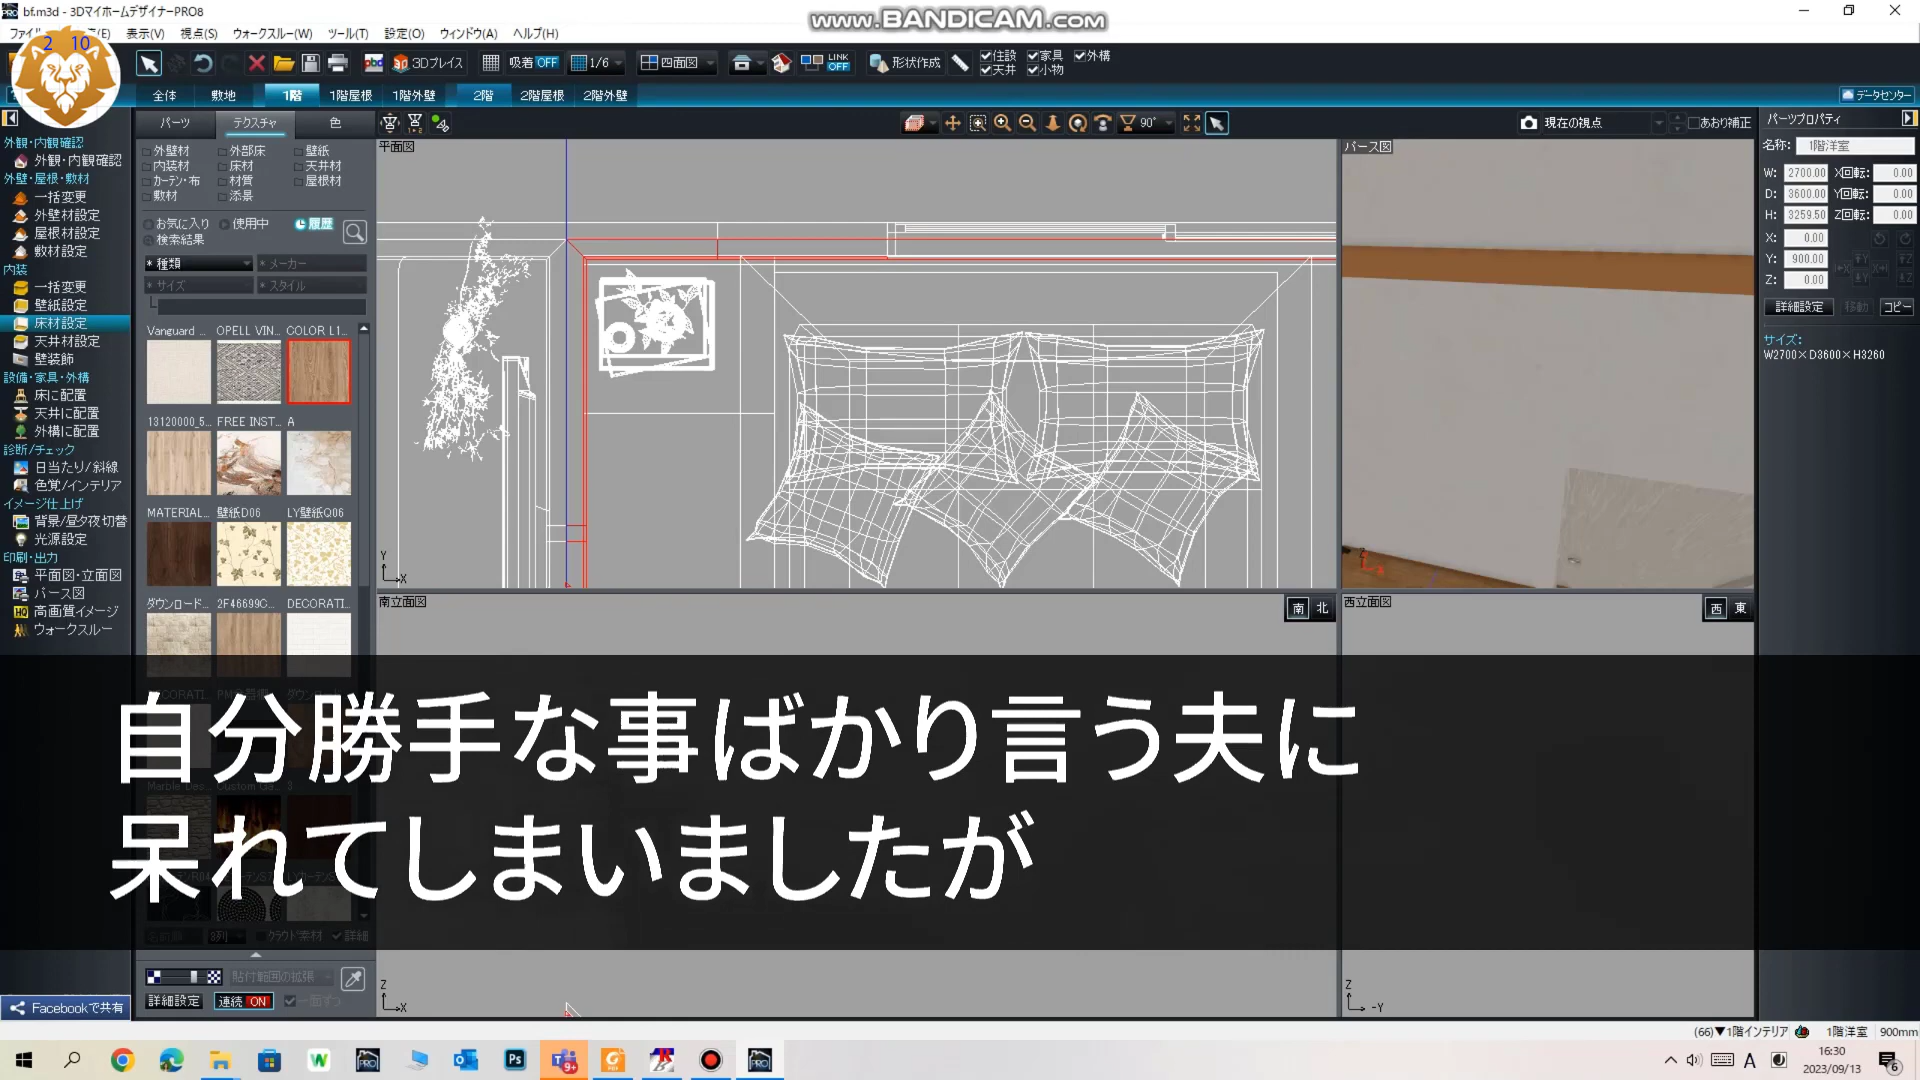 bf.m3d - 3DマイホームデザイナーPRO8
www.BANDICAM.com
表示(V) 視点(S) ウォークスルー(W) ツール(T) 設定(O) ウィンドウ(A) ヘルプ(H)
2 10
3Dプレイス 吸着 OFF 1/6 四面図 LINK OFF 形状作成 住設 家具 外構
天井 小物
全体 敷地 1階 1階屋根 1階外壁 2階 2階屋根 2階外壁 データセンター
パーツ テクスチャ 色 90° 現在の視点 あおり補正 パーツプロパティ
外観・内観確認
外観・内観確認
外壁・屋根・敷材
一括変更
外壁材設定
屋根材設定
敷材設定
内装
一括変更
壁紙設定
床材設定
天井材設定
壁装飾
設備・家具・外構
床に配置
天井に配置
外構に配置
診断/チェック
日当たり/斜線
色覚/インテリア
イメージ仕上げ
背景/昼夕夜切替
光源設定
印刷・出力
平面図・立面図
パース図
高画質イメージ
ウォークスルー
外壁材 外部床 壁紙
内装材 床材 天井材
カーテン・布 材質 屋根材
敷材 添景
お気に入り 使用中 履歴
検索結果
* 種類 * メーカー
* サイズ * スタイル
Vanguard ... OPELL VIN... COLOR L1...
13120000_5... FREE INST... A
MATERIAL... 壁紙D06 LY壁紙Q06
ダウンロード... 2F46699C... DECORATI...
平面図
パース図
南立面図 南 北
西立面図 西 東
名称: 1階洋室
W: 2700.00 X回転: 0.00
D: 3600.00 Y回転: 0.00
H: 3259.50 Z回転: 0.00
X: 0.00
Y: 900.00
Z: 0.00
詳細設定 移動 コピー
サイズ:
W2700×D3600×H3260
自分勝手な事ばかり言う夫に
呆れてしまいましたが
3列 クラウド素材 詳細
貼付範囲の拡張
詳細設定 連続 ON 一面ずつ
Facebookで共有
(66)▼1階インテリア 1階洋室 900mm
16:30
2023/09/13